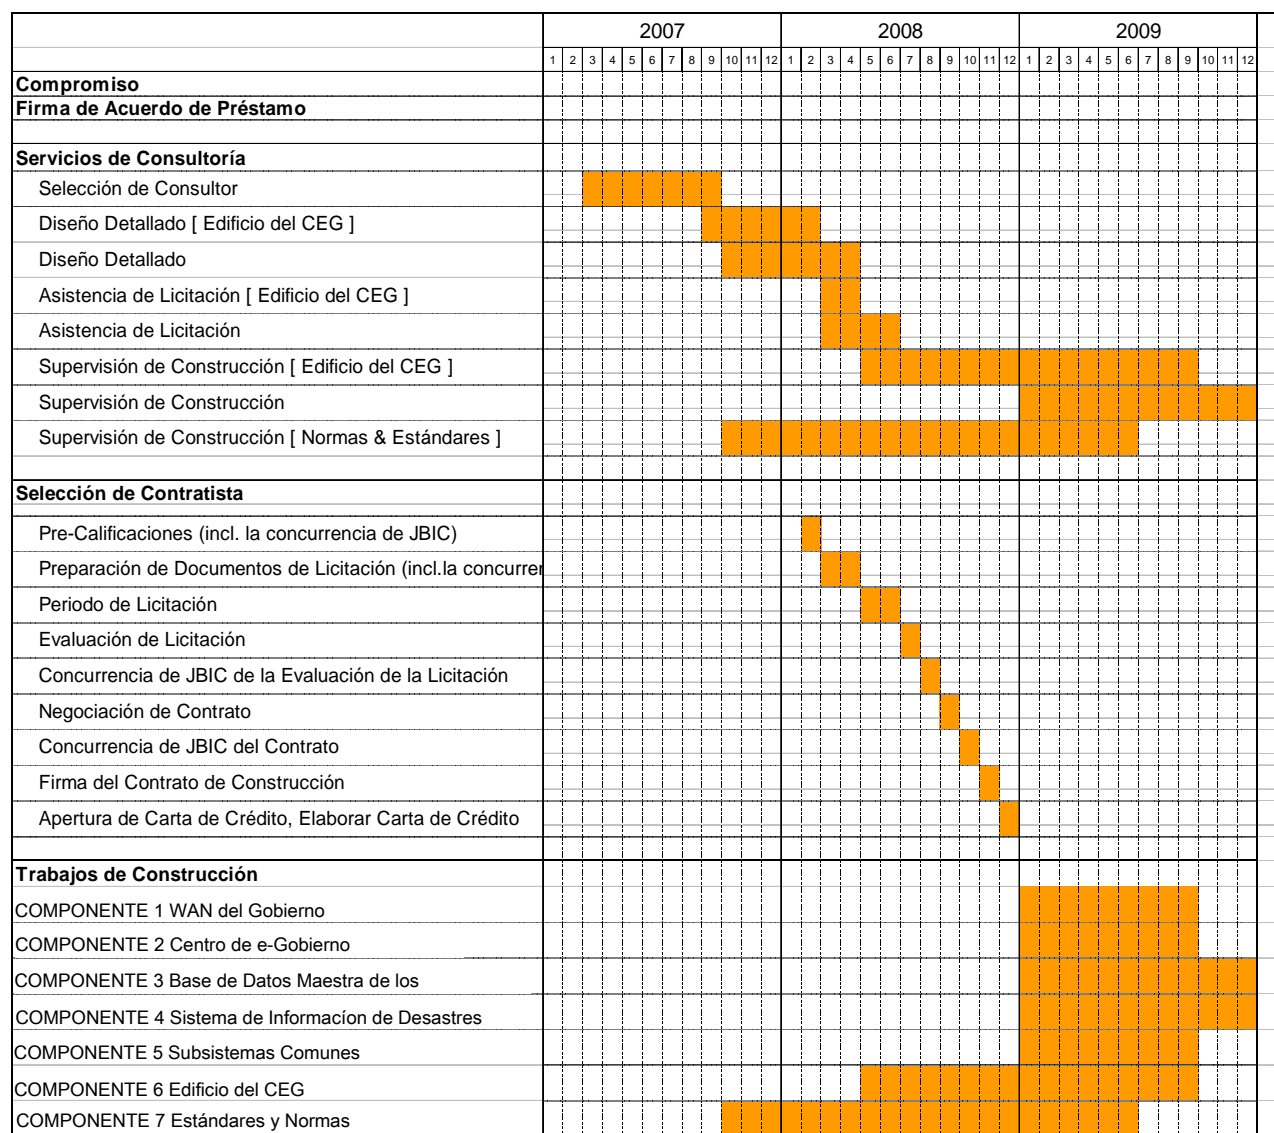 2007 2008 2009
1 2 3 4 5 6 7 8 9 10 11 12 1 2 3 4 5 6 7 8 9 10 11 12 1 2 3 4 5 6 7 8 9 10 11 12
Compromiso
Firma de Acuerdo de Préstamo
Servicios de Consultoría
Selección de Consultor
Diseño Detallado [ Edificio del CEG ]
Diseño Detallado
Asistencia de Licitación [ Edificio del CEG ]
Asistencia de Licitación
Supervisión de Construcción [ Edificio del CEG ]
Supervisión de Construcción
Supervisión de Construcción [ Normas & Estándares ]
Selección de Contratista
Pre-Calificaciones (incl. la concurrencia de JBIC)
Preparación de Documentos de Licitación (incl.la concurren
Periodo de Licitación
Evaluación de Licitación
Concurrencia de JBIC de la Evaluación de la Licitación
Negociación de Contrato
Concurrencia de JBIC del Contrato
Firma del Contrato de Construcción
Apertura de Carta de Crédito, Elaborar Carta de Crédito
Trabajos de Construcción
COMPONENTE 1 WAN del Gobierno
COMPONENTE 2 Centro de e-Gobierno
COMPONENTE 3 Base de Datos Maestra de los
COMPONENTE 4 Sistema de Informacíon de Desastres
COMPONENTE 5 Subsistemas Comunes
COMPONENTE 6 Edificio del CEG
COMPONENTE 7 Estándares y Normas